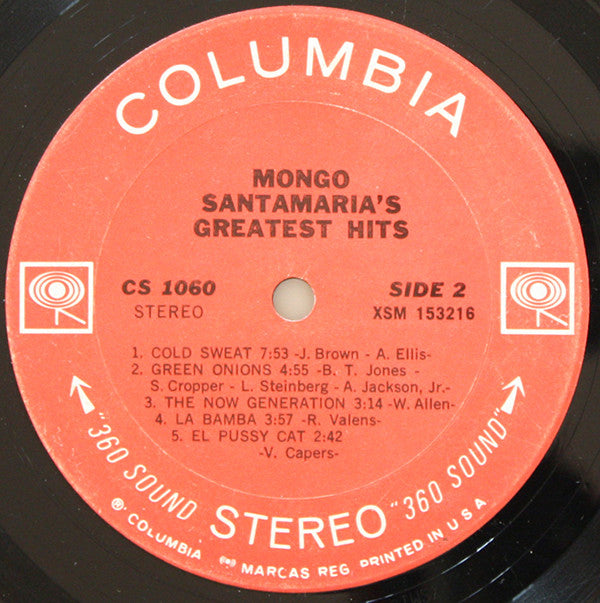 COLUMBIA
MONGO
SANTAMARIA'S
GREATEST HITS
CS 1060
STEREO
SIDE 2
XSM 153216
1. COLD SWEAT 7:53 -J. Brown - A. Ellis-
2. GREEN ONIONS 4:55 -B. T. Jones -
S. Cropper - L. Steinberg - A. Jackson, Jr.-
3. THE NOW GENERATION 3:14 -W. Allen-
4. LA BAMBA 3:57 -R. Valens-
5. EL PUSSY CAT 2:42
-V. Capers-
"360 SOUND" STEREO "360 SOUND"
® "COLUMBIA" MARCAS REG. PRINTED IN U S A